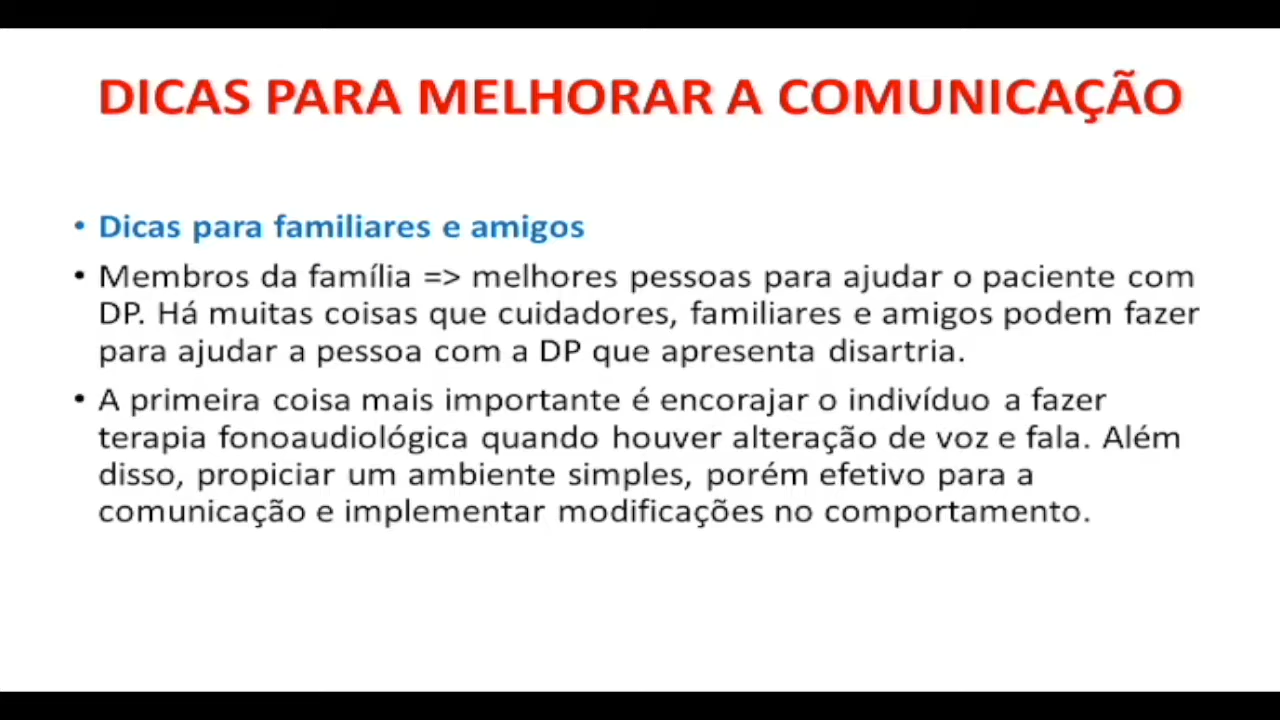 DICAS PARA MELHORAR A COMUNICAÇÃO
• Dicas para familiares e amigos
• Membros da família => melhores pessoas para ajudar o paciente com
DP. Há muitas coisas que cuidadores, familiares e amigos podem fazer
para ajudar a pessoa com a DP que apresenta disartria.
• A primeira coisa mais importante é encorajar o indivíduo a fazer
terapia fonoaudiológica quando houver alteração de voz e fala. Além
disso, propiciar um ambiente simples, porém efetivo para a
comunicação e implementar modificações no comportamento.